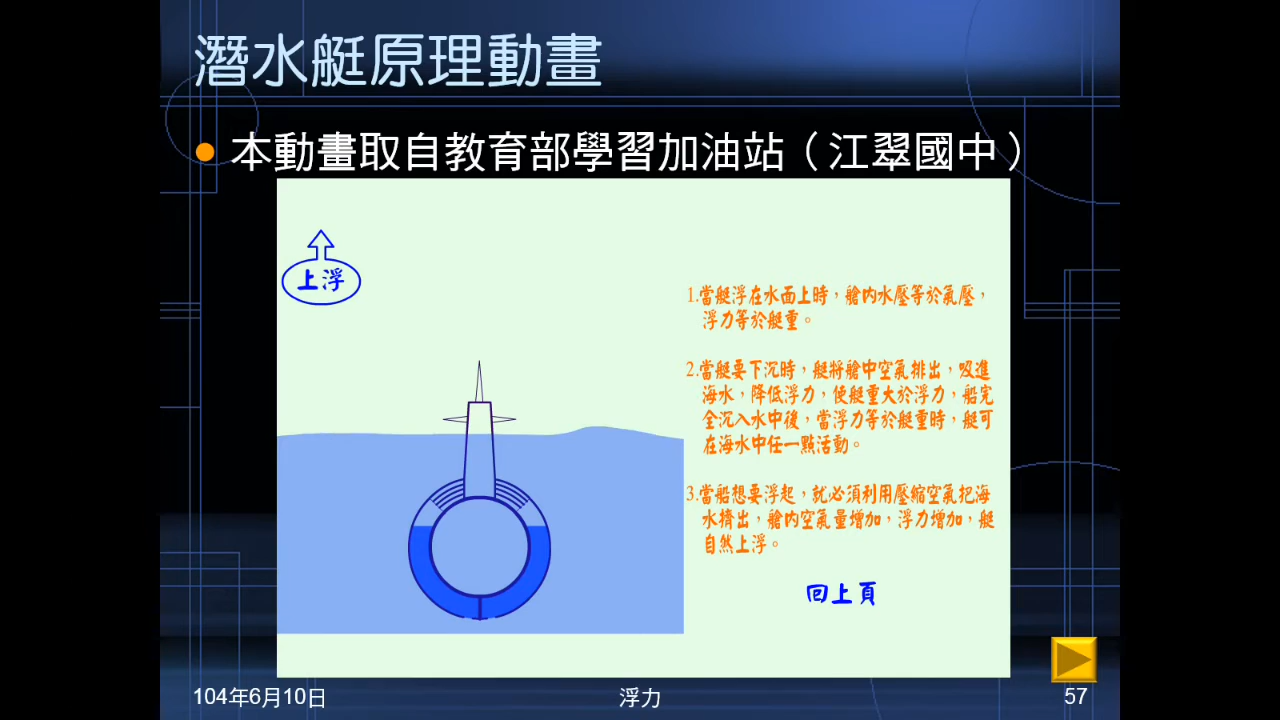 潛水艇原理動畫
本動畫取自教育部學習加油站（江翠國中）
上浮
1.當艇浮在水面上時，艙內水壓等於氣壓，
浮力等於艇重。
2.當艇要下沉時，艇將艙中空氣排出，吸進
海水，降低浮力，使艇重大於浮力，船完
全沉入水中後，當浮力等於艇重時，艇可
在海水中任一點活動。
3.當船想要浮起，就必須利用壓縮空氣把海
水擠出，艙內空氣量增加，浮力增加，艇
自然上浮。
回上頁
104年6月10日
浮力
57